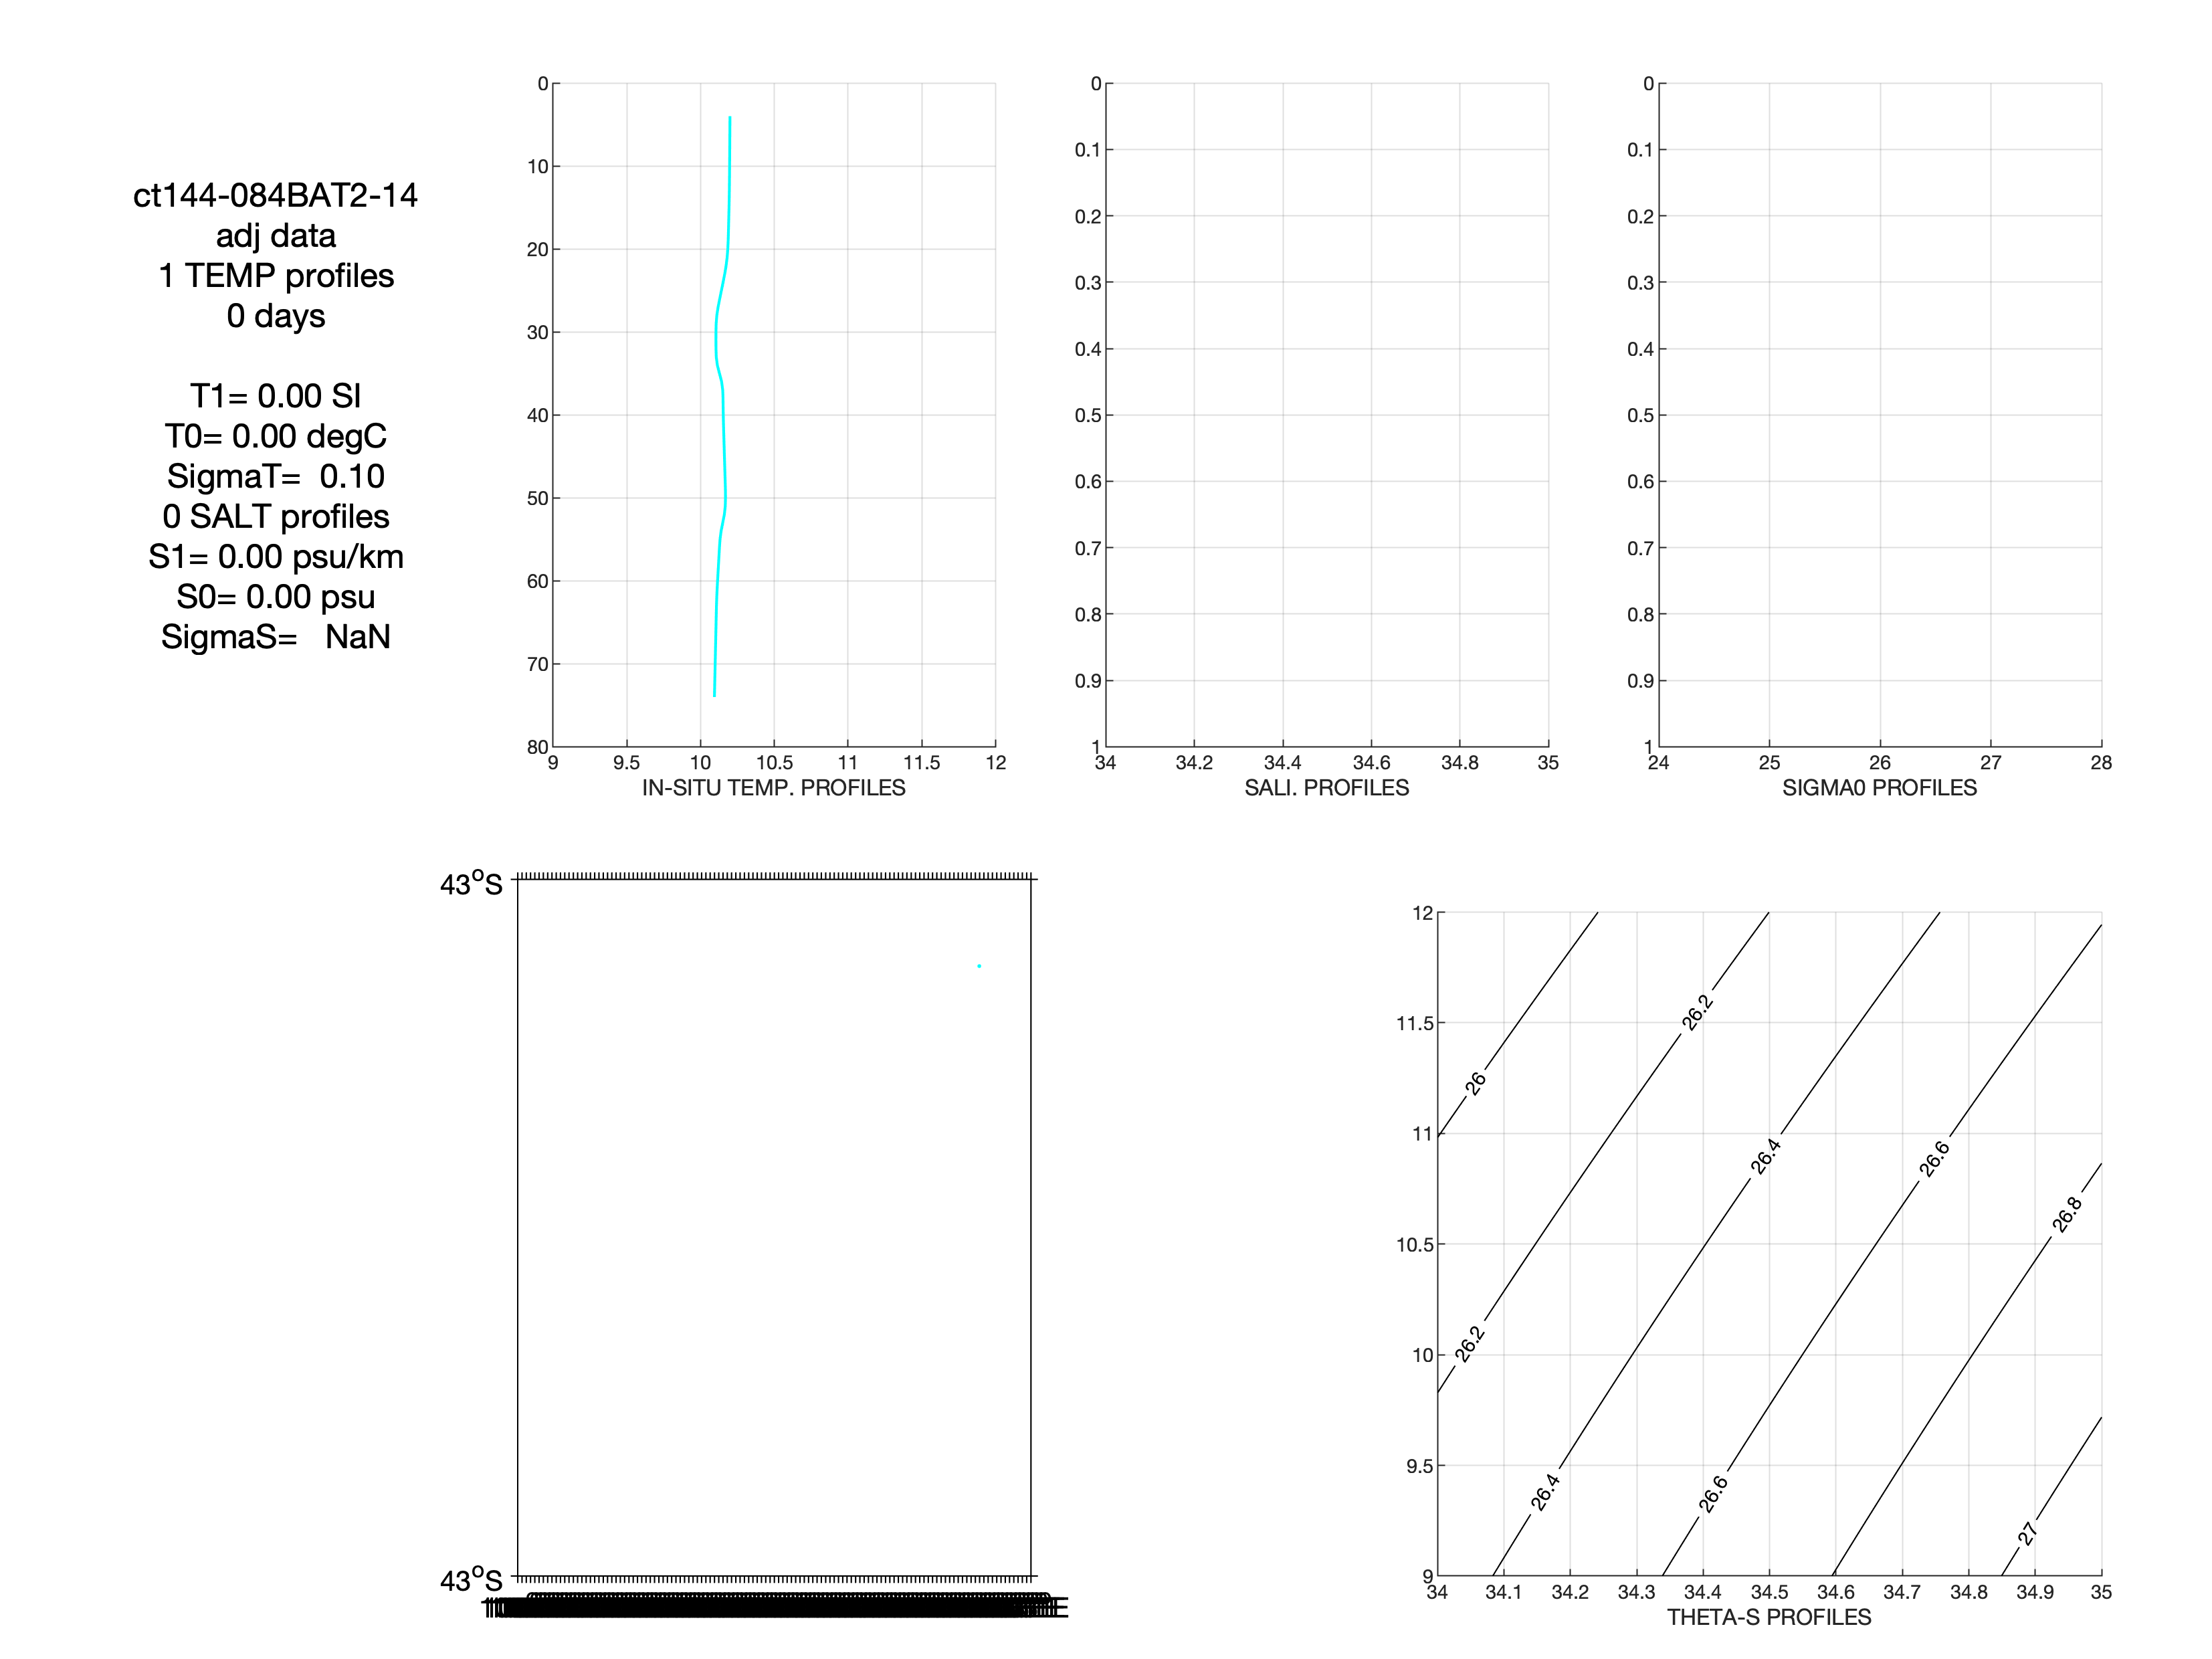 ct144-084BAT2-14
adj data
1 TEMP profiles
0 days
T1= 0.00 SI
T0= 0.00 degC
SigmaT= 0.10
0 SALT profiles
S1= 0.00 psu/km
S0= 0.00 psu
SigmaS= NaN
0
10
20
30
40
50
60
70
80
9 9.5 10 10.5 11 11.5 12
IN-SITU TEMP. PROFILES
0
0.1
0.2
0.3
0.4
0.5
0.6
0.7
0.8
0.9
1
34 34.2 34.4 34.6 34.8 35
SALI. PROFILES
0
0.1
0.2
0.3
0.4
0.5
0.6
0.7
0.8
0.9
1
24 25 26 27 28
SIGMA0 PROFILES
43°S
43°S
12
11.5
11
10.5
10
9.5
9
26
26.2
26.2
26.4
26.4
26.6
26.6
26.8
27
34 34.1 34.2 34.3 34.4 34.5 34.6 34.7 34.8 34.9 35
THETA-S PROFILES